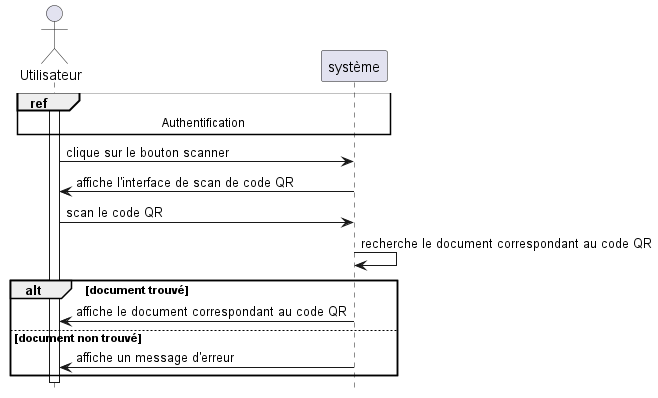 Utilisateur
système
ref
Authentification
clique sur le bouton scanner
affiche l'interface de scan de code QR
scan le code QR
recherche le document correspondant au code QR
alt [document trouvé]
affiche le document correspondant au code QR
[document non trouvé]
affiche un message d'erreur